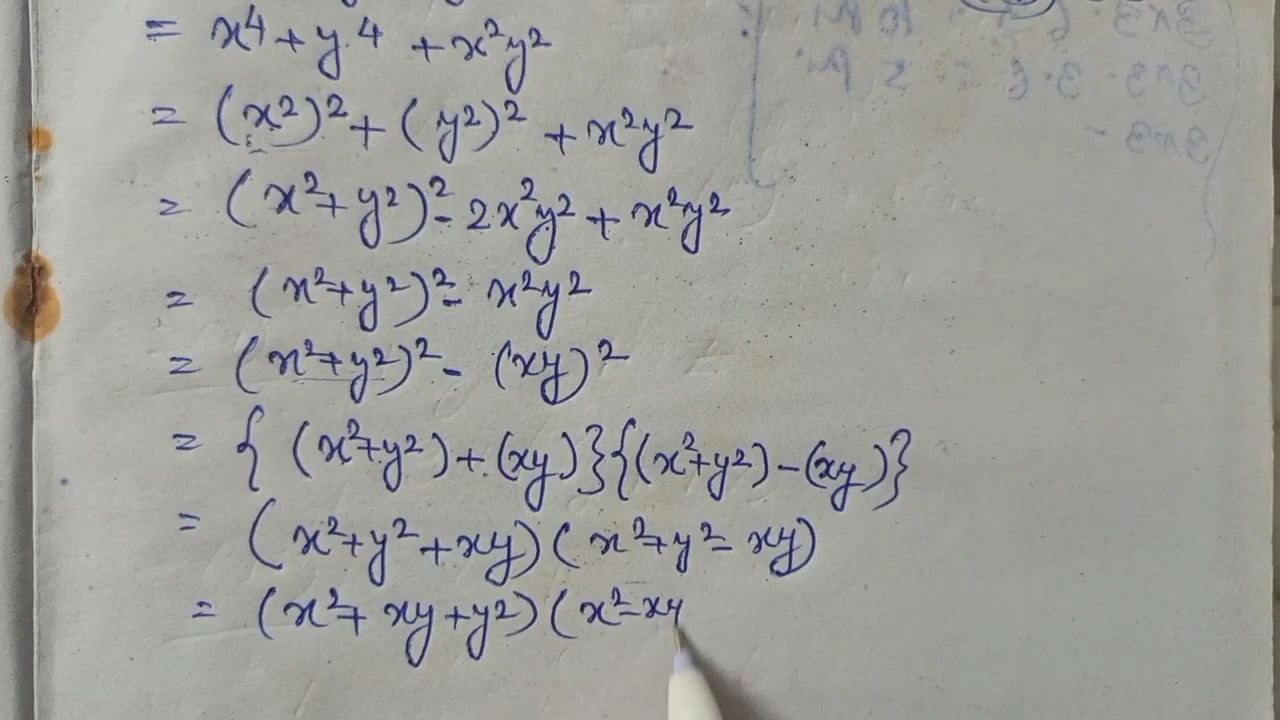 = x⁴ + y⁴ + x²y²
= (x²)² + (y²)² + x²y²
= (x² + y²)² - 2x²y² + x²y²
= (x² + y²)² - x²y²
= (x² + y²)² - (xy)²
= { (x² + y²) + (xy)}{(x² + y²) - (xy)}
= (x² + y² + xy) (x² + y² - xy)
= (x² + xy + y²) (x² - xy